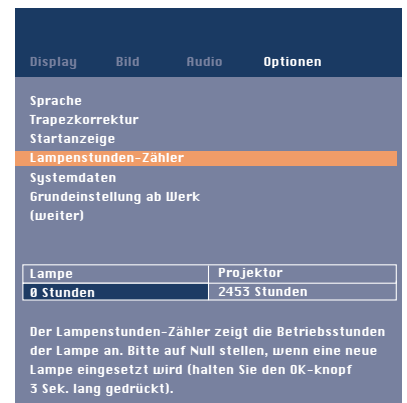 Display Bild Audio Optionen
Sprache
Trapezkorrektur
Startanzeige
Lampenstunden-Zähler
Systemdaten
Grundeinstellung ab Werk
(weiter)
Lampe Projektor
0 Stunden 2453 Stunden
Der Lampenstunden-Zähler zeigt die Betriebsstunden
der Lampe an. Bitte auf Null stellen, wenn eine neue
Lampe eingesetzt wird (halten Sie den OK-knopf
3 Sek. lang gedrückt).